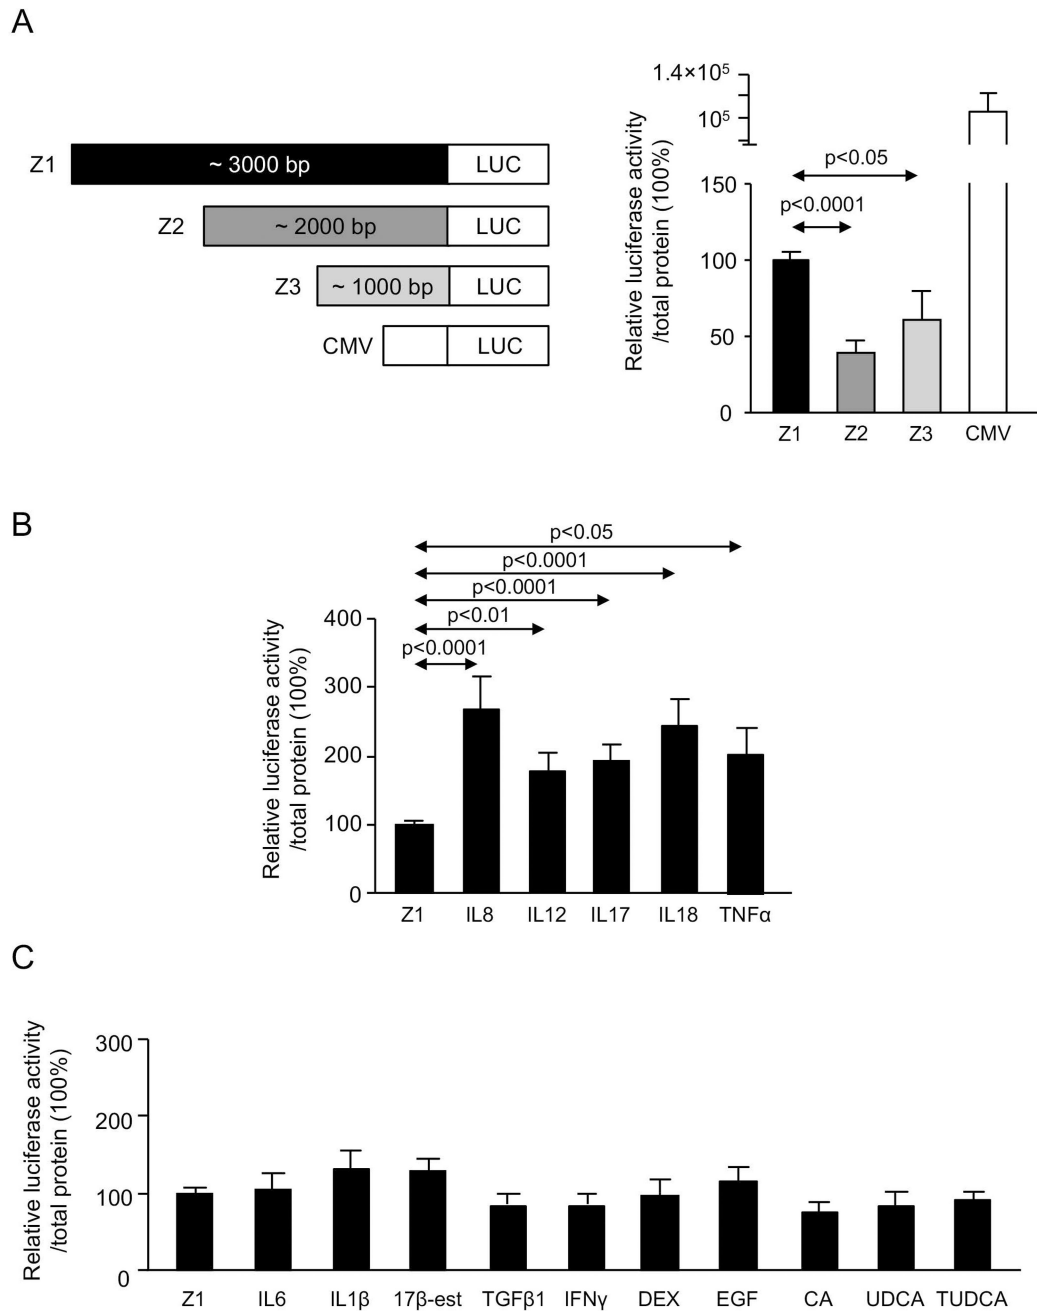 A
Z1 ~ 3000 bp LUC
Z2 ~ 2000 bp LUC
Z3 ~ 1000 bp LUC
CMV LUC
Relative luciferase activity
/total protein (100%)
1.4×10⁵
10⁵
150
100
50
0
p<0.05
p<0.0001
Z1 Z2 Z3 CMV
B
p<0.05
p<0.0001
p<0.0001
p<0.01
p<0.0001
Relative luciferase activity
/total protein (100%)
400
300
200
100
0
Z1 IL8 IL12 IL17 IL18 TNFα
C
Relative luciferase activity
/total protein (100%)
300
200
100
0
Z1 IL6 IL1β 17β-est TGFβ1 IFNγ DEX EGF CA UDCA TUDCA